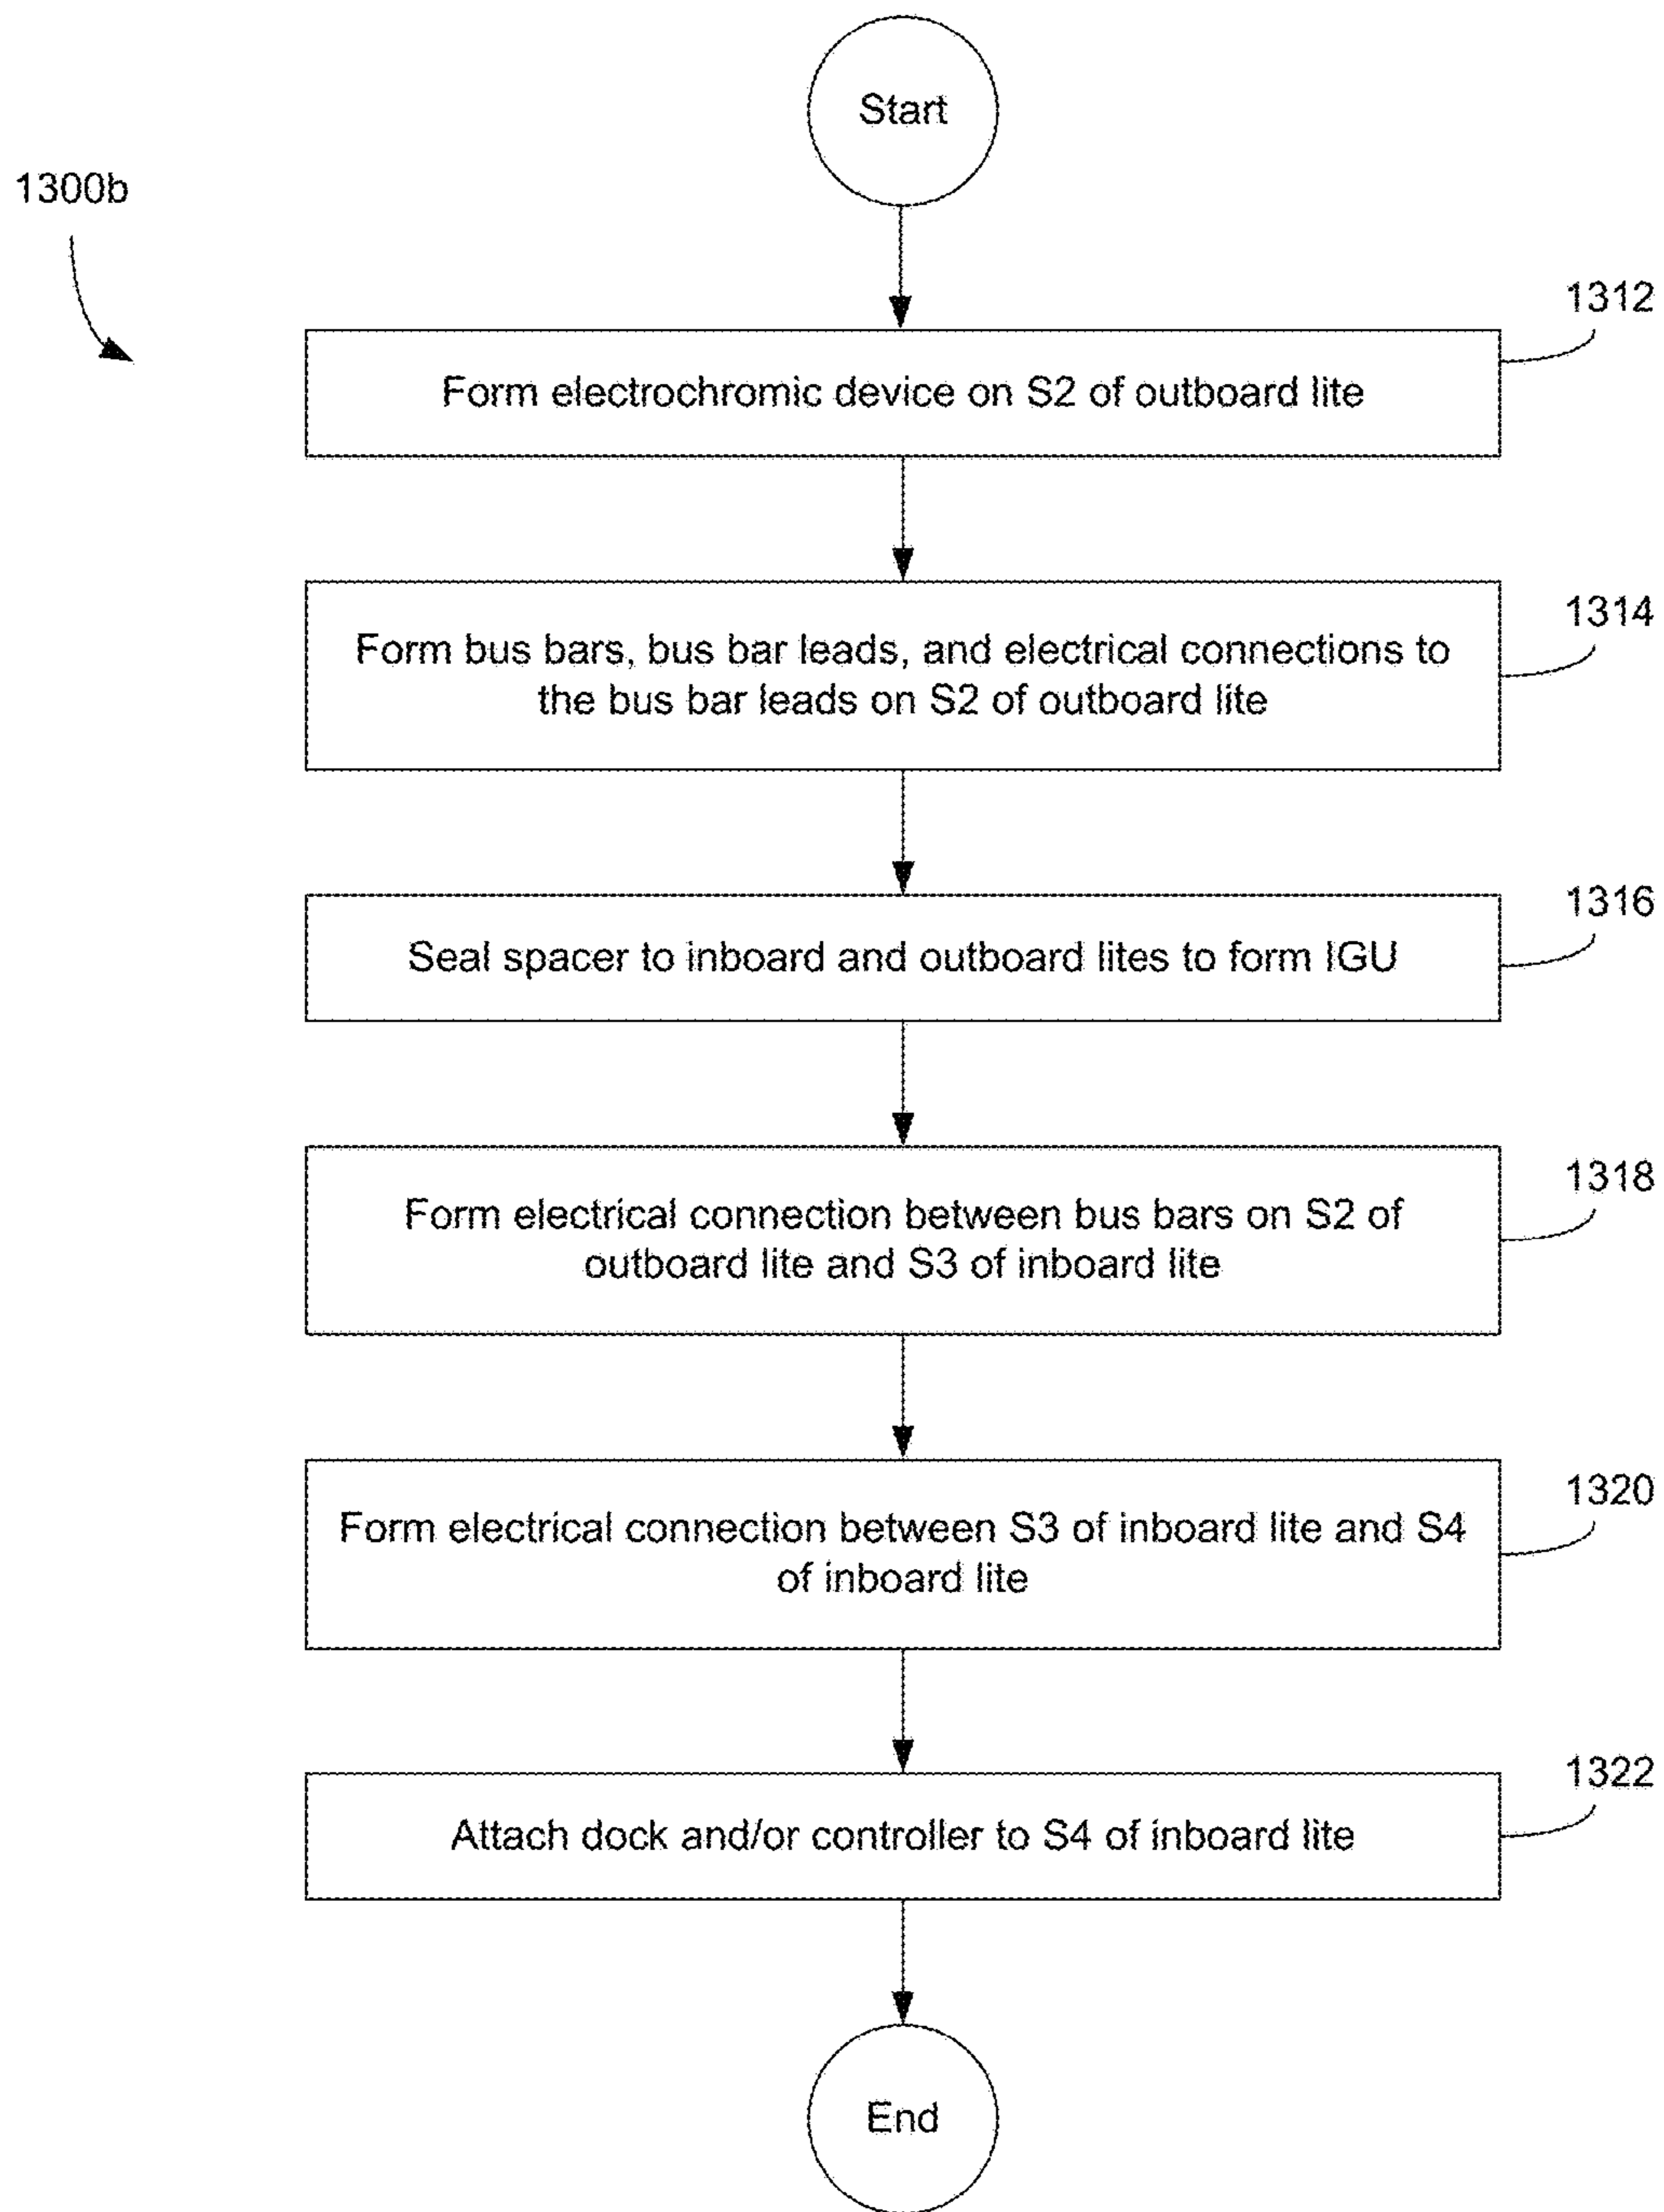 Start
1300b
1312
Form electrochromic device on S2 of outboard lite
1314
Form bus bars, bus bar leads, and electrical connections to
the bus bar leads on S2 of outboard lite
1316
Seal spacer to inboard and outboard lites to form IGU
1318
Form electrical connection between bus bars on S2 of
outboard lite and S3 of inboard lite
1320
Form electrical connection between S3 of inboard lite and S4
of inboard lite
1322
Attach dock and/or controller to S4 of inboard lite
End